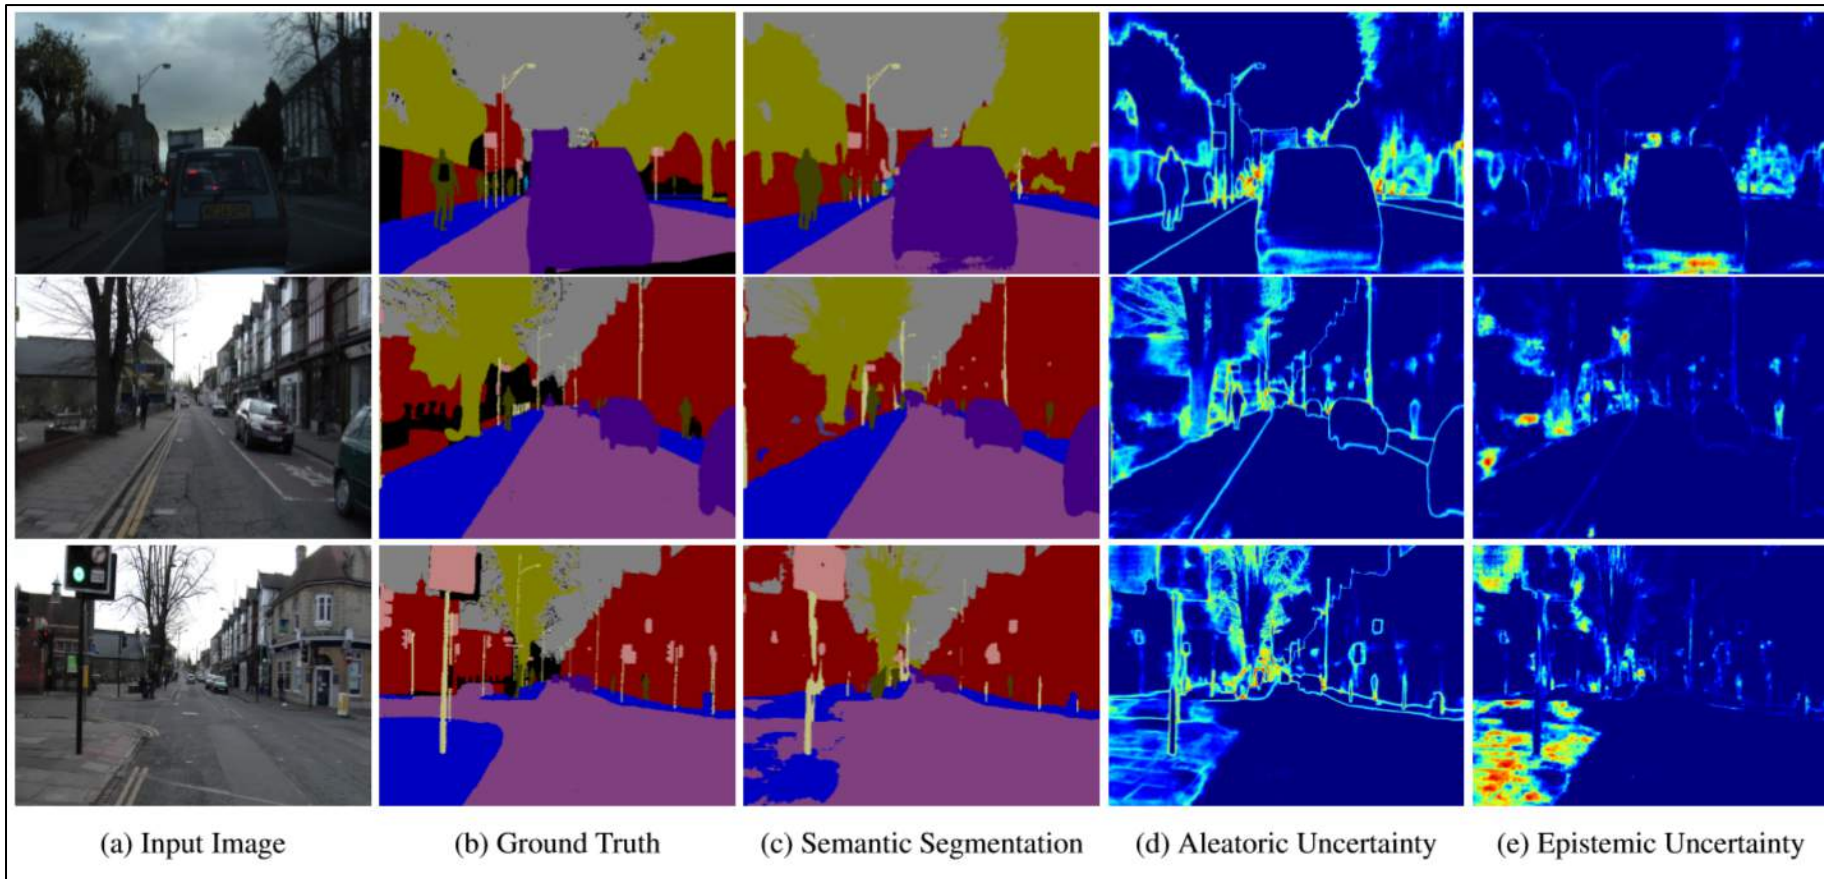 (a) Input Image
(b) Ground Truth
(c) Semantic Segmentation
(d) Aleatoric Uncertainty
(e) Epistemic Uncertainty